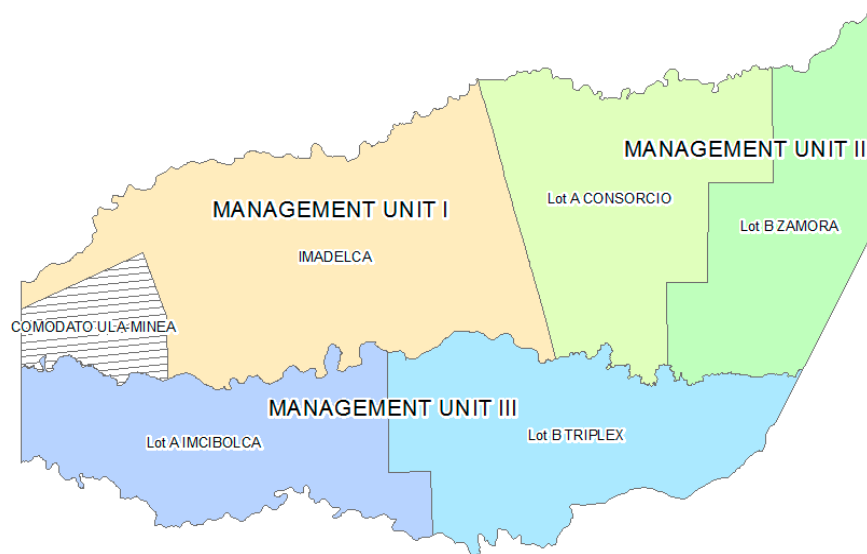 MANAGEMENT UNIT II
Lot A CONSORCIO
MANAGEMENT UNIT I
Lot B ZAMORA
IMADELCA
COMODATO ULA-MINEA
MANAGEMENT UNIT III
Lot A IMCIBOLCA
Lot B TRIPLEX